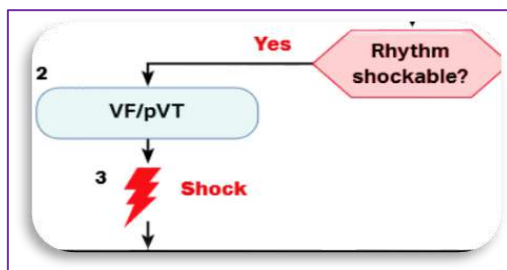 Yes
Rhythm
shockable?
2
VF/pVT
3
Shock